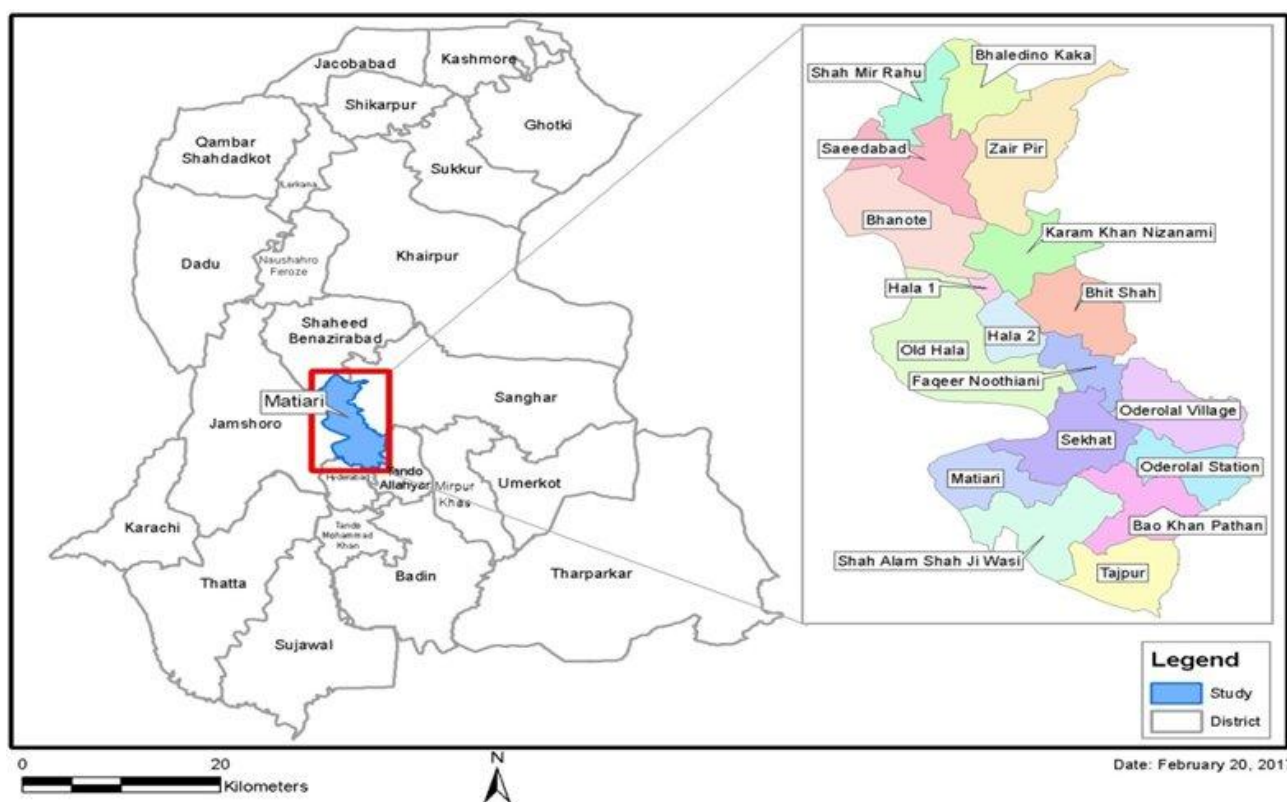 Jacobabad
Kashmore
Shikarpur
Ghotki
Qambar
Shahdadkot
Larkana
Sukkur
Dadu
Naushahro
Feroze
Khairpur
Shaheed
Benazirabad
Matiari
Sanghar
Jamshoro
Hyderabad
Tando
Allahyar
Mirpur
Khas
Umerkot
Karachi
Tando
Mohammad
Khan
Thatta
Badin
Tharparkar
Sujawal
Bhaledino Kaka
Shah Mir Rahu
Saeedabad
Zair Pir
Bhanote
Karam Khan Nizanami
Hala 1
Bhit Shah
Hala 2
Old Hala
Faqeer Noothiani
Oderolal Village
Sekhat
Oderolal Station
Matiari
Bao Khan Pathan
Shah Alam Shah Ji Wasi
Tajpur
Legend
Study
District
0 20
Kilometers
N
Date: February 20, 2017